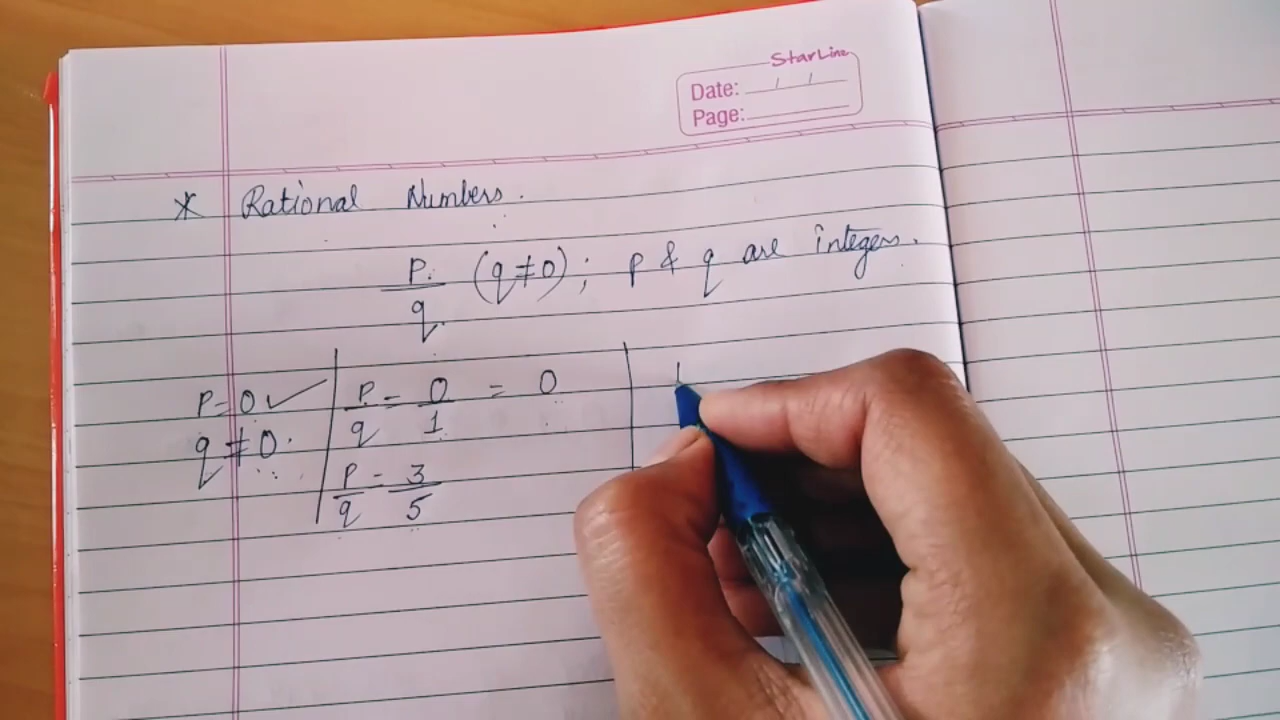 StarLine
Date: / /
Page:
* Rational Numbers.
p/q (q≠0); p & q are integers.
P=0 ✓
q≠0.
p/q = 0/1 = 0
p/q = 3/5